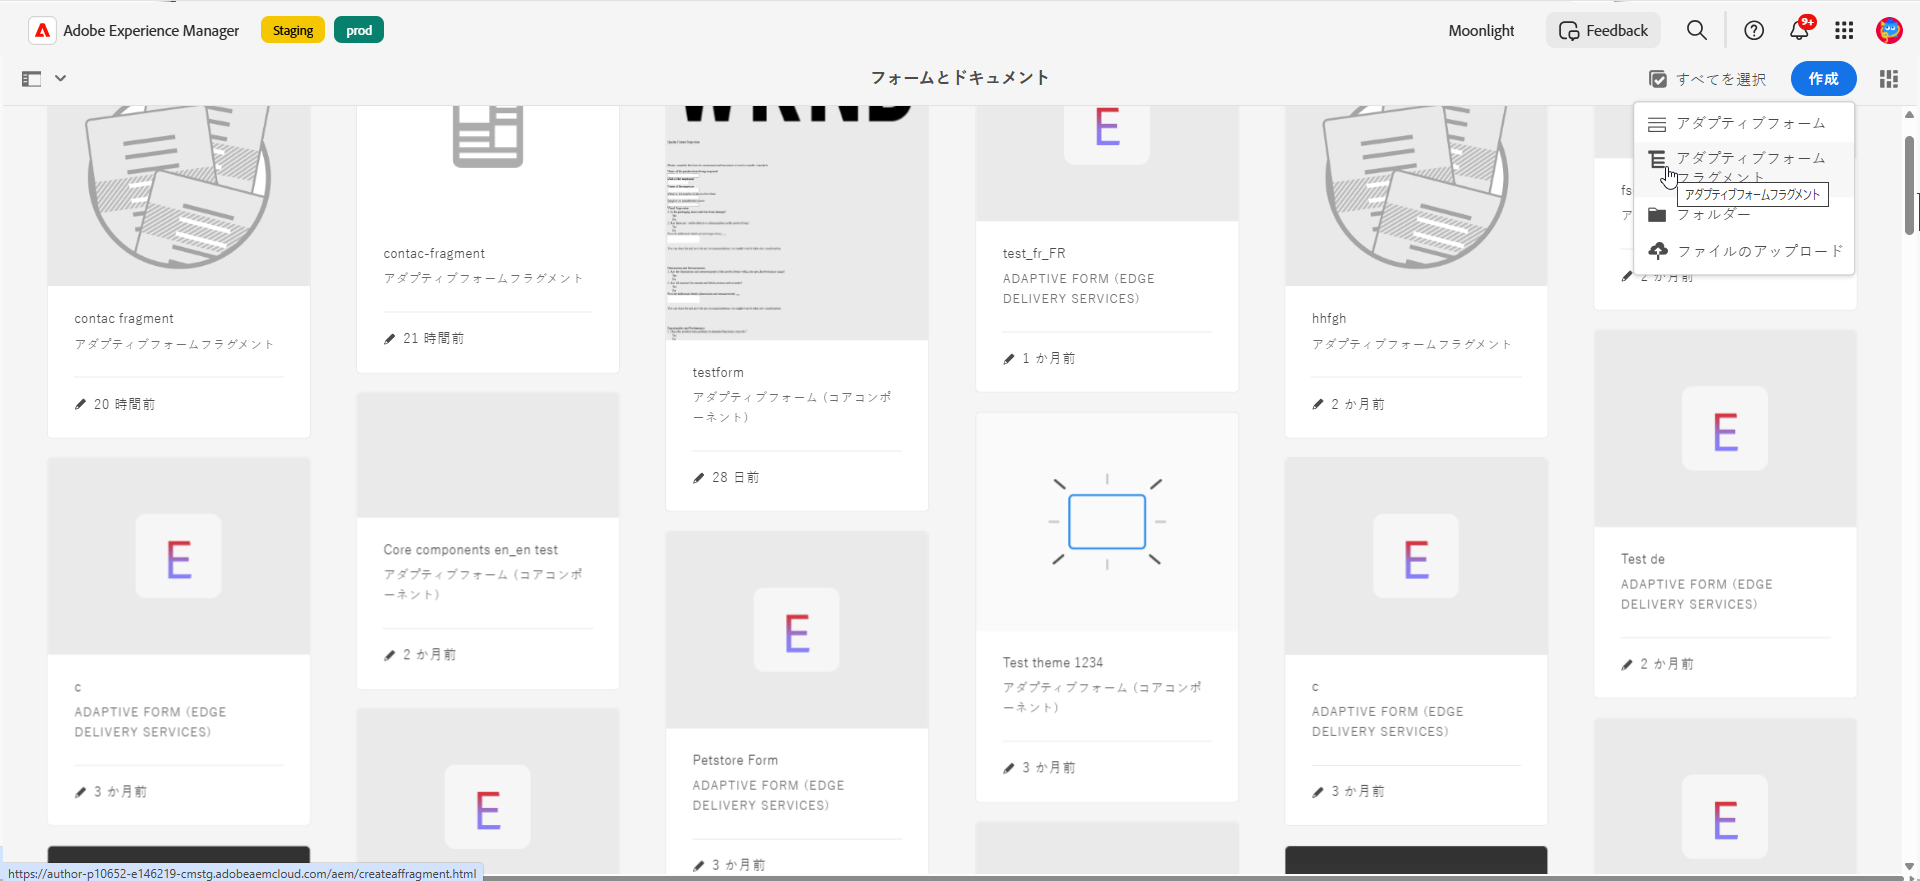 Adobe Experience Manager
Staging
prod
Moonlight
Feedback
9+
フォームとドキュメント
すべてを選択
作成
アダプティブフォーム
アダプティブフォーム
フラグメント
アダプティブフォームフラグメント
フォルダー
ファイルのアップロード
contac fragment
アダプティブフォームフラグメント
20 時間前
c
ADAPTIVE FORM (EDGE
DELIVERY SERVICES)
3 か月前
contac-fragment
アダプティブフォームフラグメント
21 時間前
Core components en_en test
アダプティブフォーム (コアコンポ
ーネント)
2 か月前
WKND
testform
アダプティブフォーム (コアコンポ
ーネント)
28 日前
Petstore Form
ADAPTIVE FORM (EDGE
DELIVERY SERVICES)
3 か月前
test_fr_FR
ADAPTIVE FORM (EDGE
DELIVERY SERVICES)
1 か月前
Test theme 1234
アダプティブフォーム (コアコンポ
ーネント)
3 か月前
hhfgh
アダプティブフォームフラグメント
2 か月前
c
ADAPTIVE FORM (EDGE
DELIVERY SERVICES)
3 か月前
fs
ア
2 か月前
Test de
ADAPTIVE FORM (EDGE
DELIVERY SERVICES)
2 か月前
https://author-p10652-e146219-cmstg.adobeaemcloud.com/aem/createaffragment.html